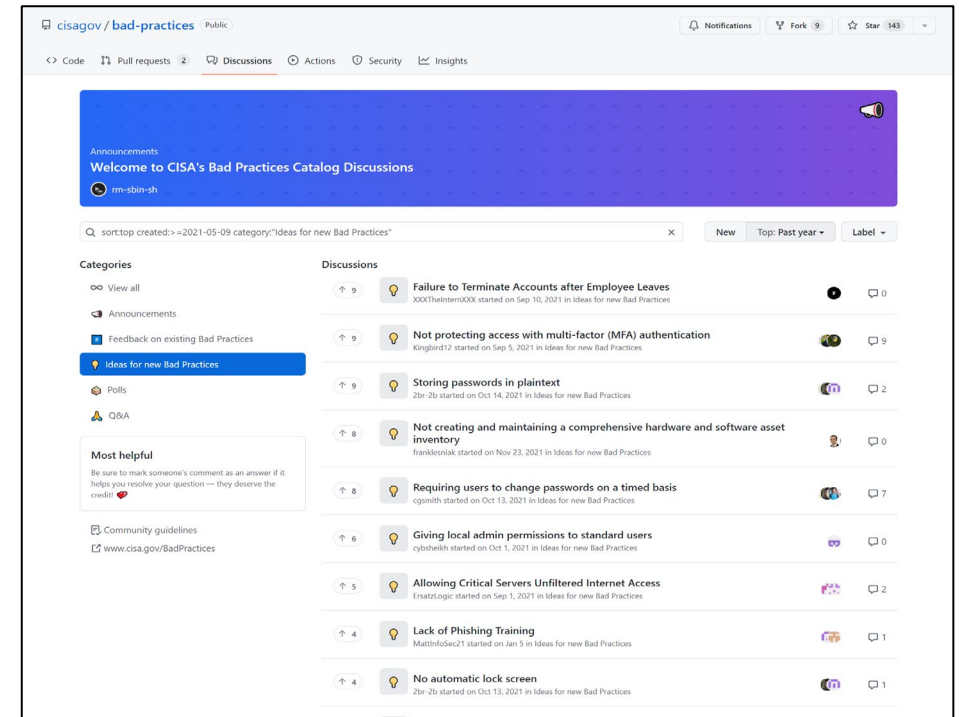 cisagov / bad-practices Public
Notifications Fork 9 Star 143
Code Pull requests 2 Discussions Actions Security Insights
Announcements
Welcome to CISA's Bad Practices Catalog Discussions
rm-sbin-sh
sort:top created:>=2021-05-09 category:"Ideas for new Bad Practices"
New Top: Past year Label
Categories
View all
Announcements
Feedback on existing Bad Practices
Ideas for new Bad Practices
Polls
Q&A
Most helpful
Be sure to mark someone's comment as an answer if it
helps you resolve your question — they deserve the
credit!
Community guidelines
www.cisa.gov/BadPractices
Discussions
9 Failure to Terminate Accounts after Employee Leaves 0
XXXTheInternXXX started on Sep 10, 2021 in Ideas for new Bad Practices
9 Not protecting access with multi-factor (MFA) authentication 9
Kingbird12 started on Sep 5, 2021 in Ideas for new Bad Practices
9 Storing passwords in plaintext 2
2br-2b started on Oct 14, 2021 in Ideas for new Bad Practices
8 Not creating and maintaining a comprehensive hardware and software asset
inventory 0
franklesniak started on Nov 23, 2021 in Ideas for new Bad Practices
8 Requiring users to change passwords on a timed basis 7
cgsmith started on Oct 13, 2021 in Ideas for new Bad Practices
6 Giving local admin permissions to standard users 0
cybsheikh started on Oct 1, 2021 in Ideas for new Bad Practices
5 Allowing Critical Servers Unfiltered Internet Access 2
ErsatzLogic started on Sep 1, 2021 in Ideas for new Bad Practices
4 Lack of Phishing Training 1
MattInfoSec21 started on Jan 5 in Ideas for new Bad Practices
4 No automatic lock screen 1
2br-2b started on Oct 13, 2021 in Ideas for new Bad Practices